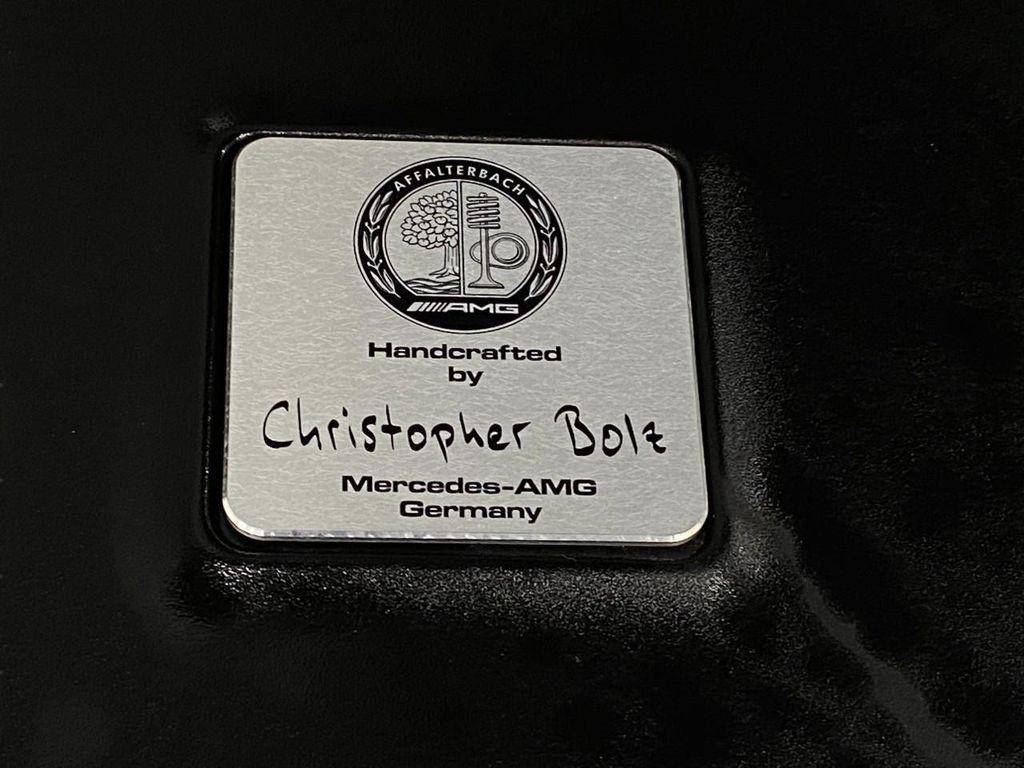 AFFALTERBACH
AMG
Handcrafted
by
Christopher Bolz
Mercedes-AMG
Germany